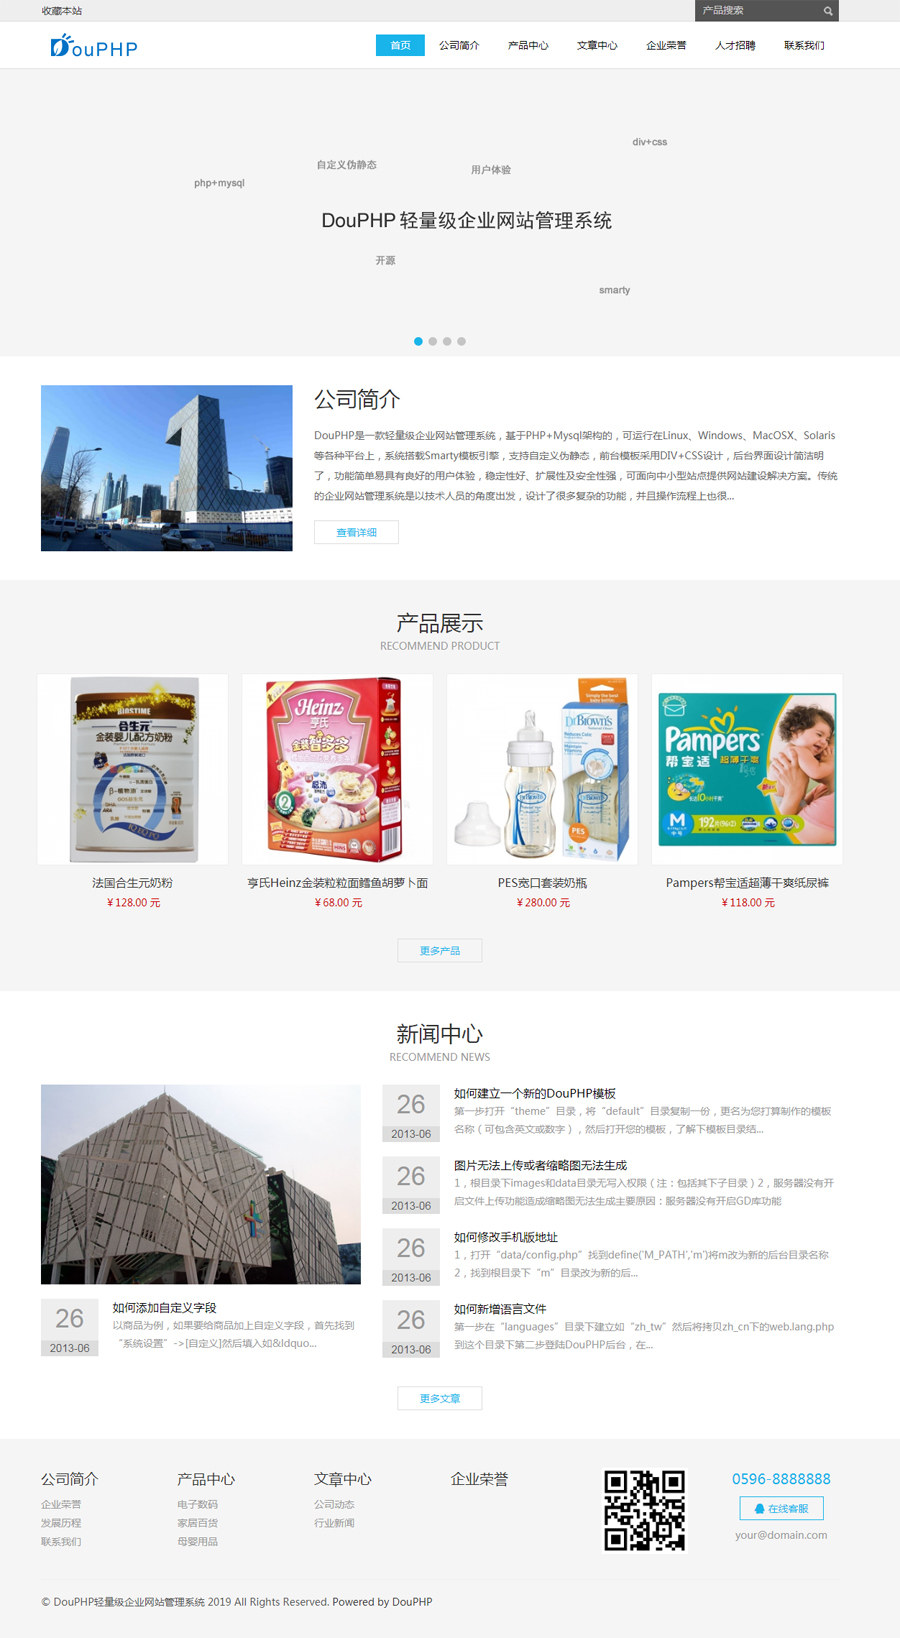 收藏本站
产品搜索
DouPHP
首页 公司简介 产品中心 文章中心 企业荣誉 人才招聘 联系我们
div+css
自定义伪静态
用户体验
php+mysql
DouPHP 轻量级企业网站管理系统
开源
smarty
公司简介
DouPHP是一款轻量级企业网站管理系统，基于PHP+Mysql架构的，可运行在Linux、Windows、MacOSX、Solaris
等各种平台上，系统搭载Smarty模板引擎，支持自定义伪静态，前台模板采用DIV+CSS设计，后台界面设计简洁明
了，功能简单易具有良好的用户体验，稳定性好、扩展性及安全性强，可面向中小型站点提供网站建设解决方案。传统
的企业网站管理系统是以技术人员的角度出发，设计了很多复杂的功能，并且操作流程上也很...
查看详细
产品展示
RECOMMEND PRODUCT
BIOSTIME
合生元
金装婴儿配方奶粉
Heinz
亨氏
金装智多多
Dr Brown's
PES
Pampers
帮宝适 超薄干爽
M
192片
法国合生元奶粉
￥128.00 元
亨氏Heinz金装粒粒面鳕鱼胡萝卜面
￥68.00 元
PES宽口套装奶瓶
￥280.00 元
Pampers帮宝适超薄干爽纸尿裤
￥118.00 元
更多产品
新闻中心
RECOMMEND NEWS
26
2013-06
如何添加自定义字段
以商品为例，如果要给商品加上自定义字段，首先找到
“系统设置”->[自定义]然后填入如&ldquo...
26
2013-06
如何建立一个新的DouPHP模板
第一步打开“theme”目录，将“default”目录复制一份，更名为您打算制作的模板
名称（可包含英文或数字），然后打开您的模板，了解下模板目录结...
26
2013-06
图片无法上传或者缩略图无法生成
1，根目录下images和data目录无写入权限（注：包括其下子目录）2，服务器没有开
启文件上传功能造成缩略图无法生成主要原因：服务器没有开启GD库功能
26
2013-06
如何修改手机版地址
1，打开“data/config.php”找到define('M_PATH','m')将m改为新的后台目录名称
2，找到根目录下“m”目录改为新的后...
26
2013-06
如何新增语言文件
第一步在“languages”目录下建立如“zh_tw”然后将拷贝zh_cn下的web.lang.php
到这个目录下第二步登陆DouPHP后台，在...
更多文章
公司简介
企业荣誉
发展历程
联系我们
产品中心
电子数码
家居百货
母婴用品
文章中心
公司动态
行业新闻
企业荣誉
0596-8888888
在线客服
your@domain.com
© DouPHP轻量级企业网站管理系统 2019 All Rights Reserved. Powered by DouPHP